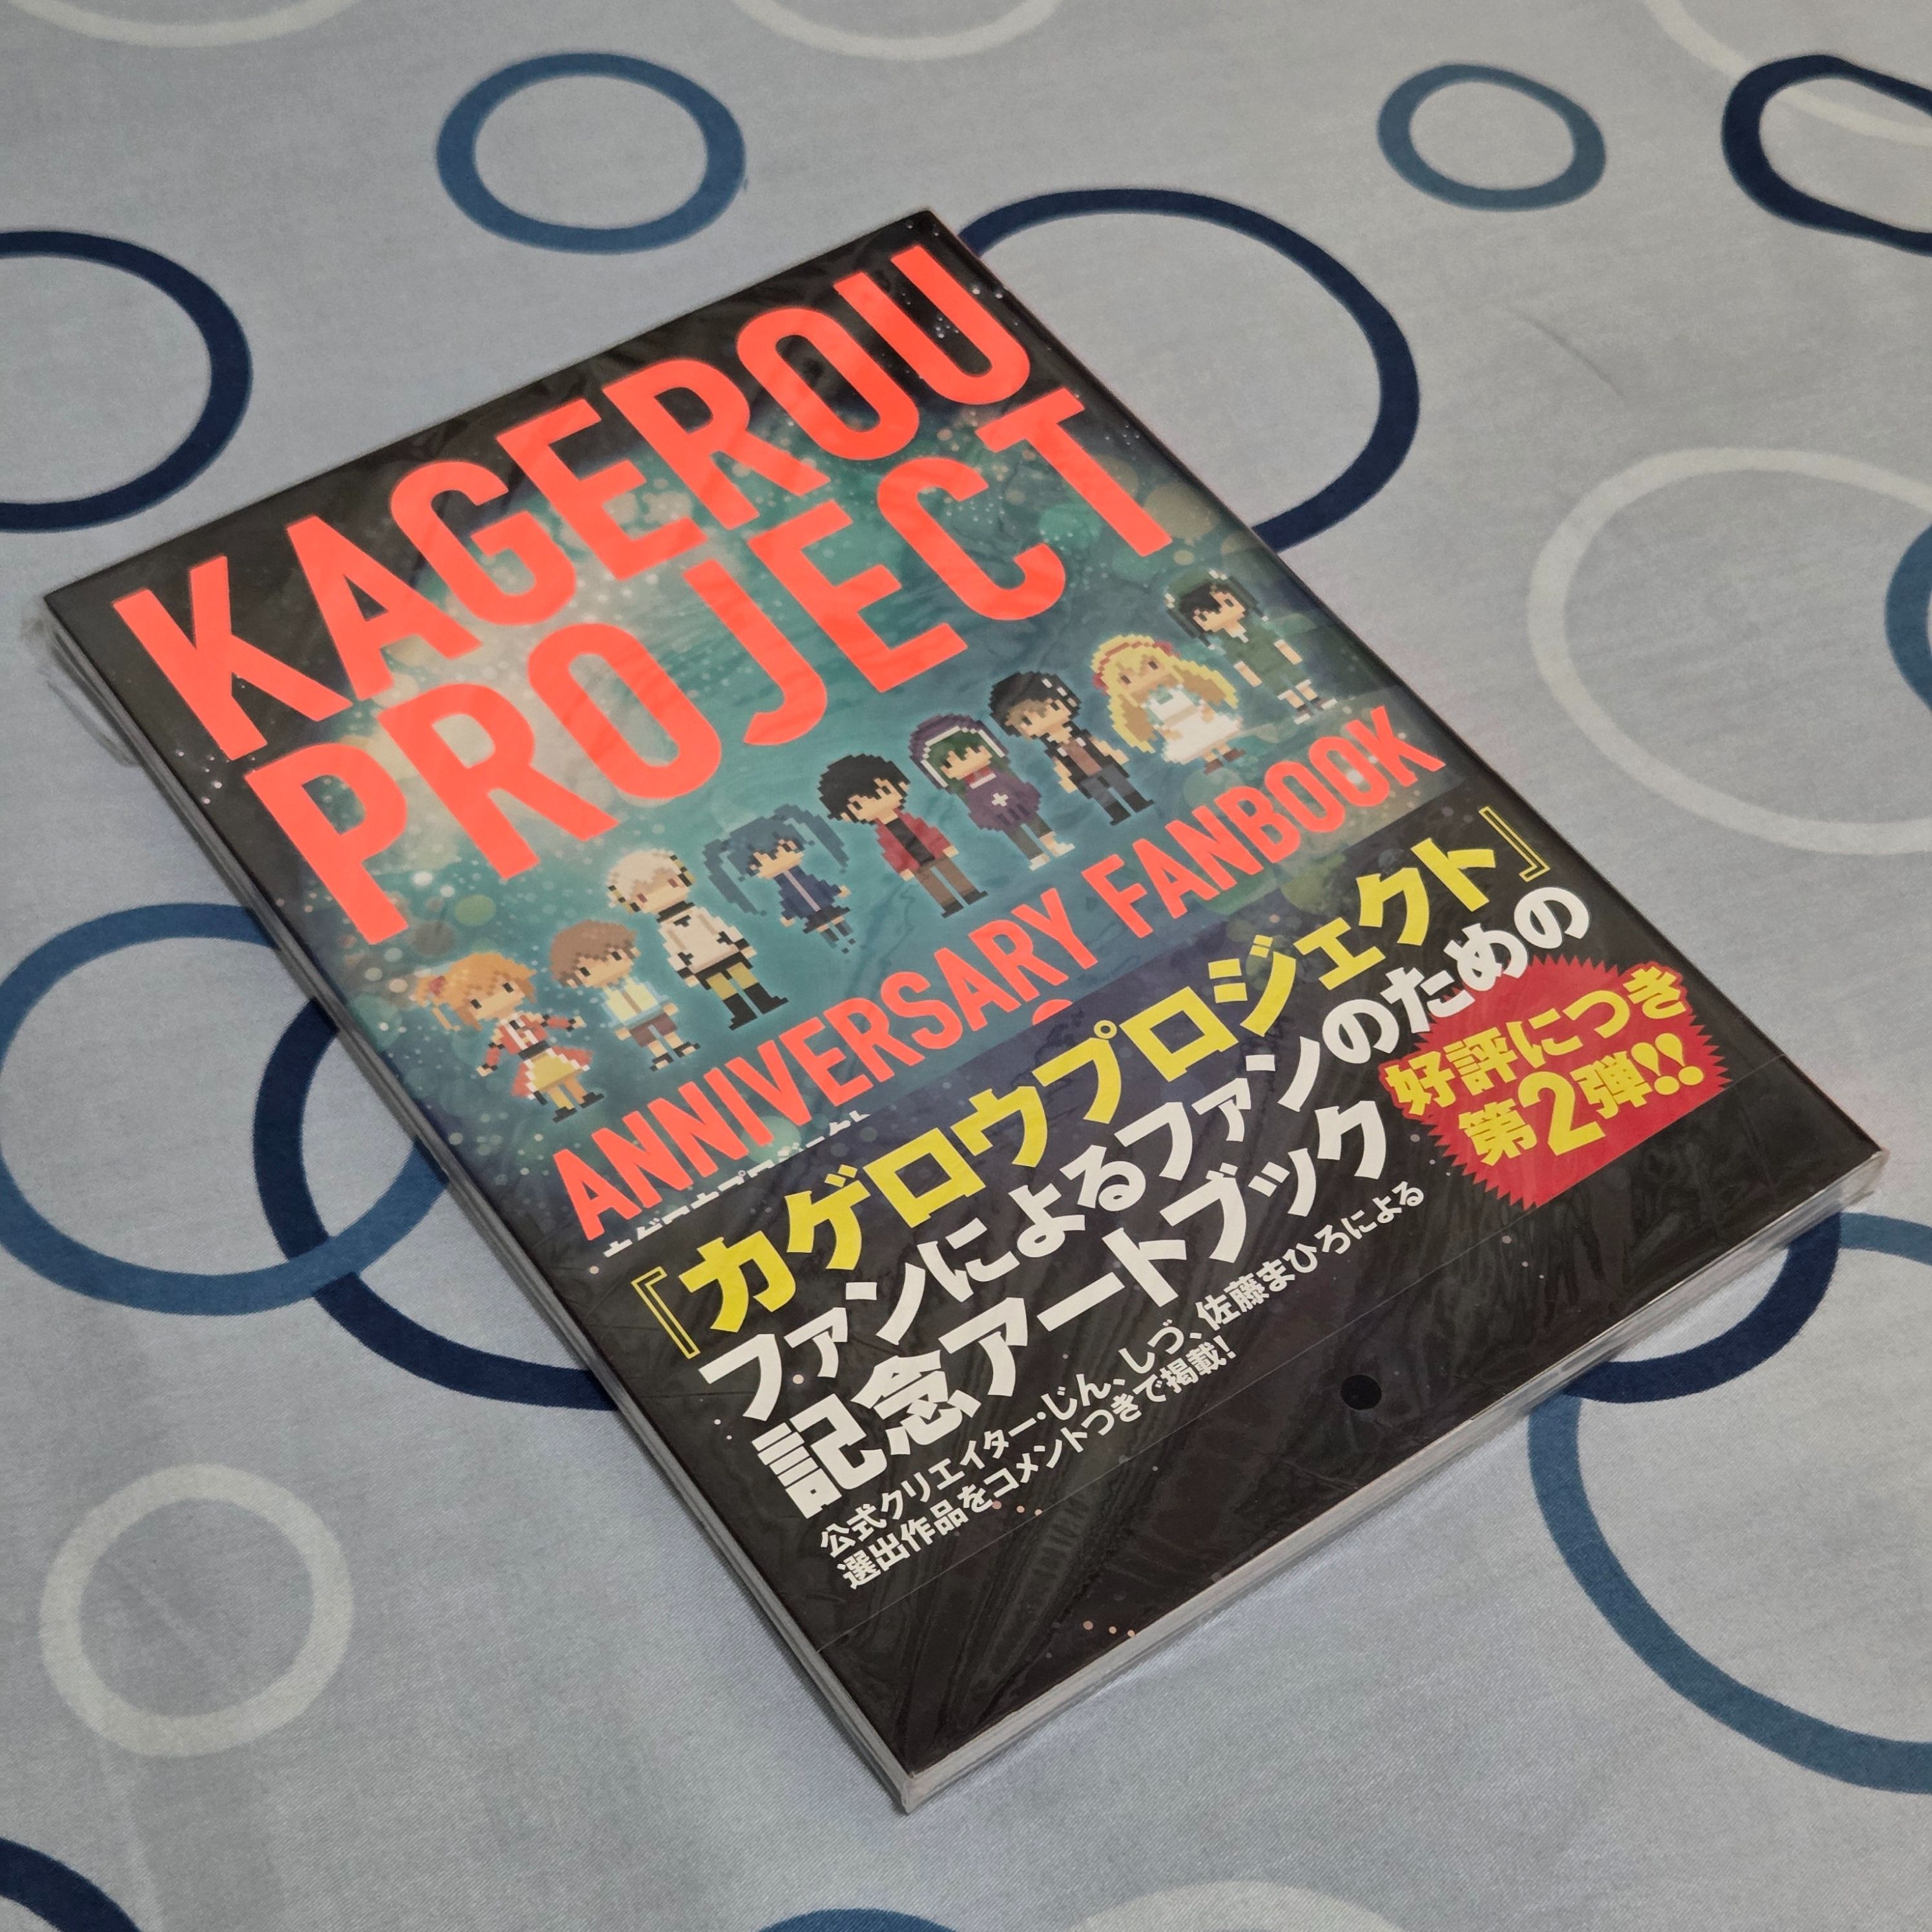 KAGEROU
PROJECT
ANNIVERSARY FANBOOK
『カゲロウプロジェクト』
ファンによるファンのための
記念アートブック
好評につき
第2弾!!
公式クリエイター・じん、しづ、佐藤まひろによる
選出作品をコメントつきで掲載!